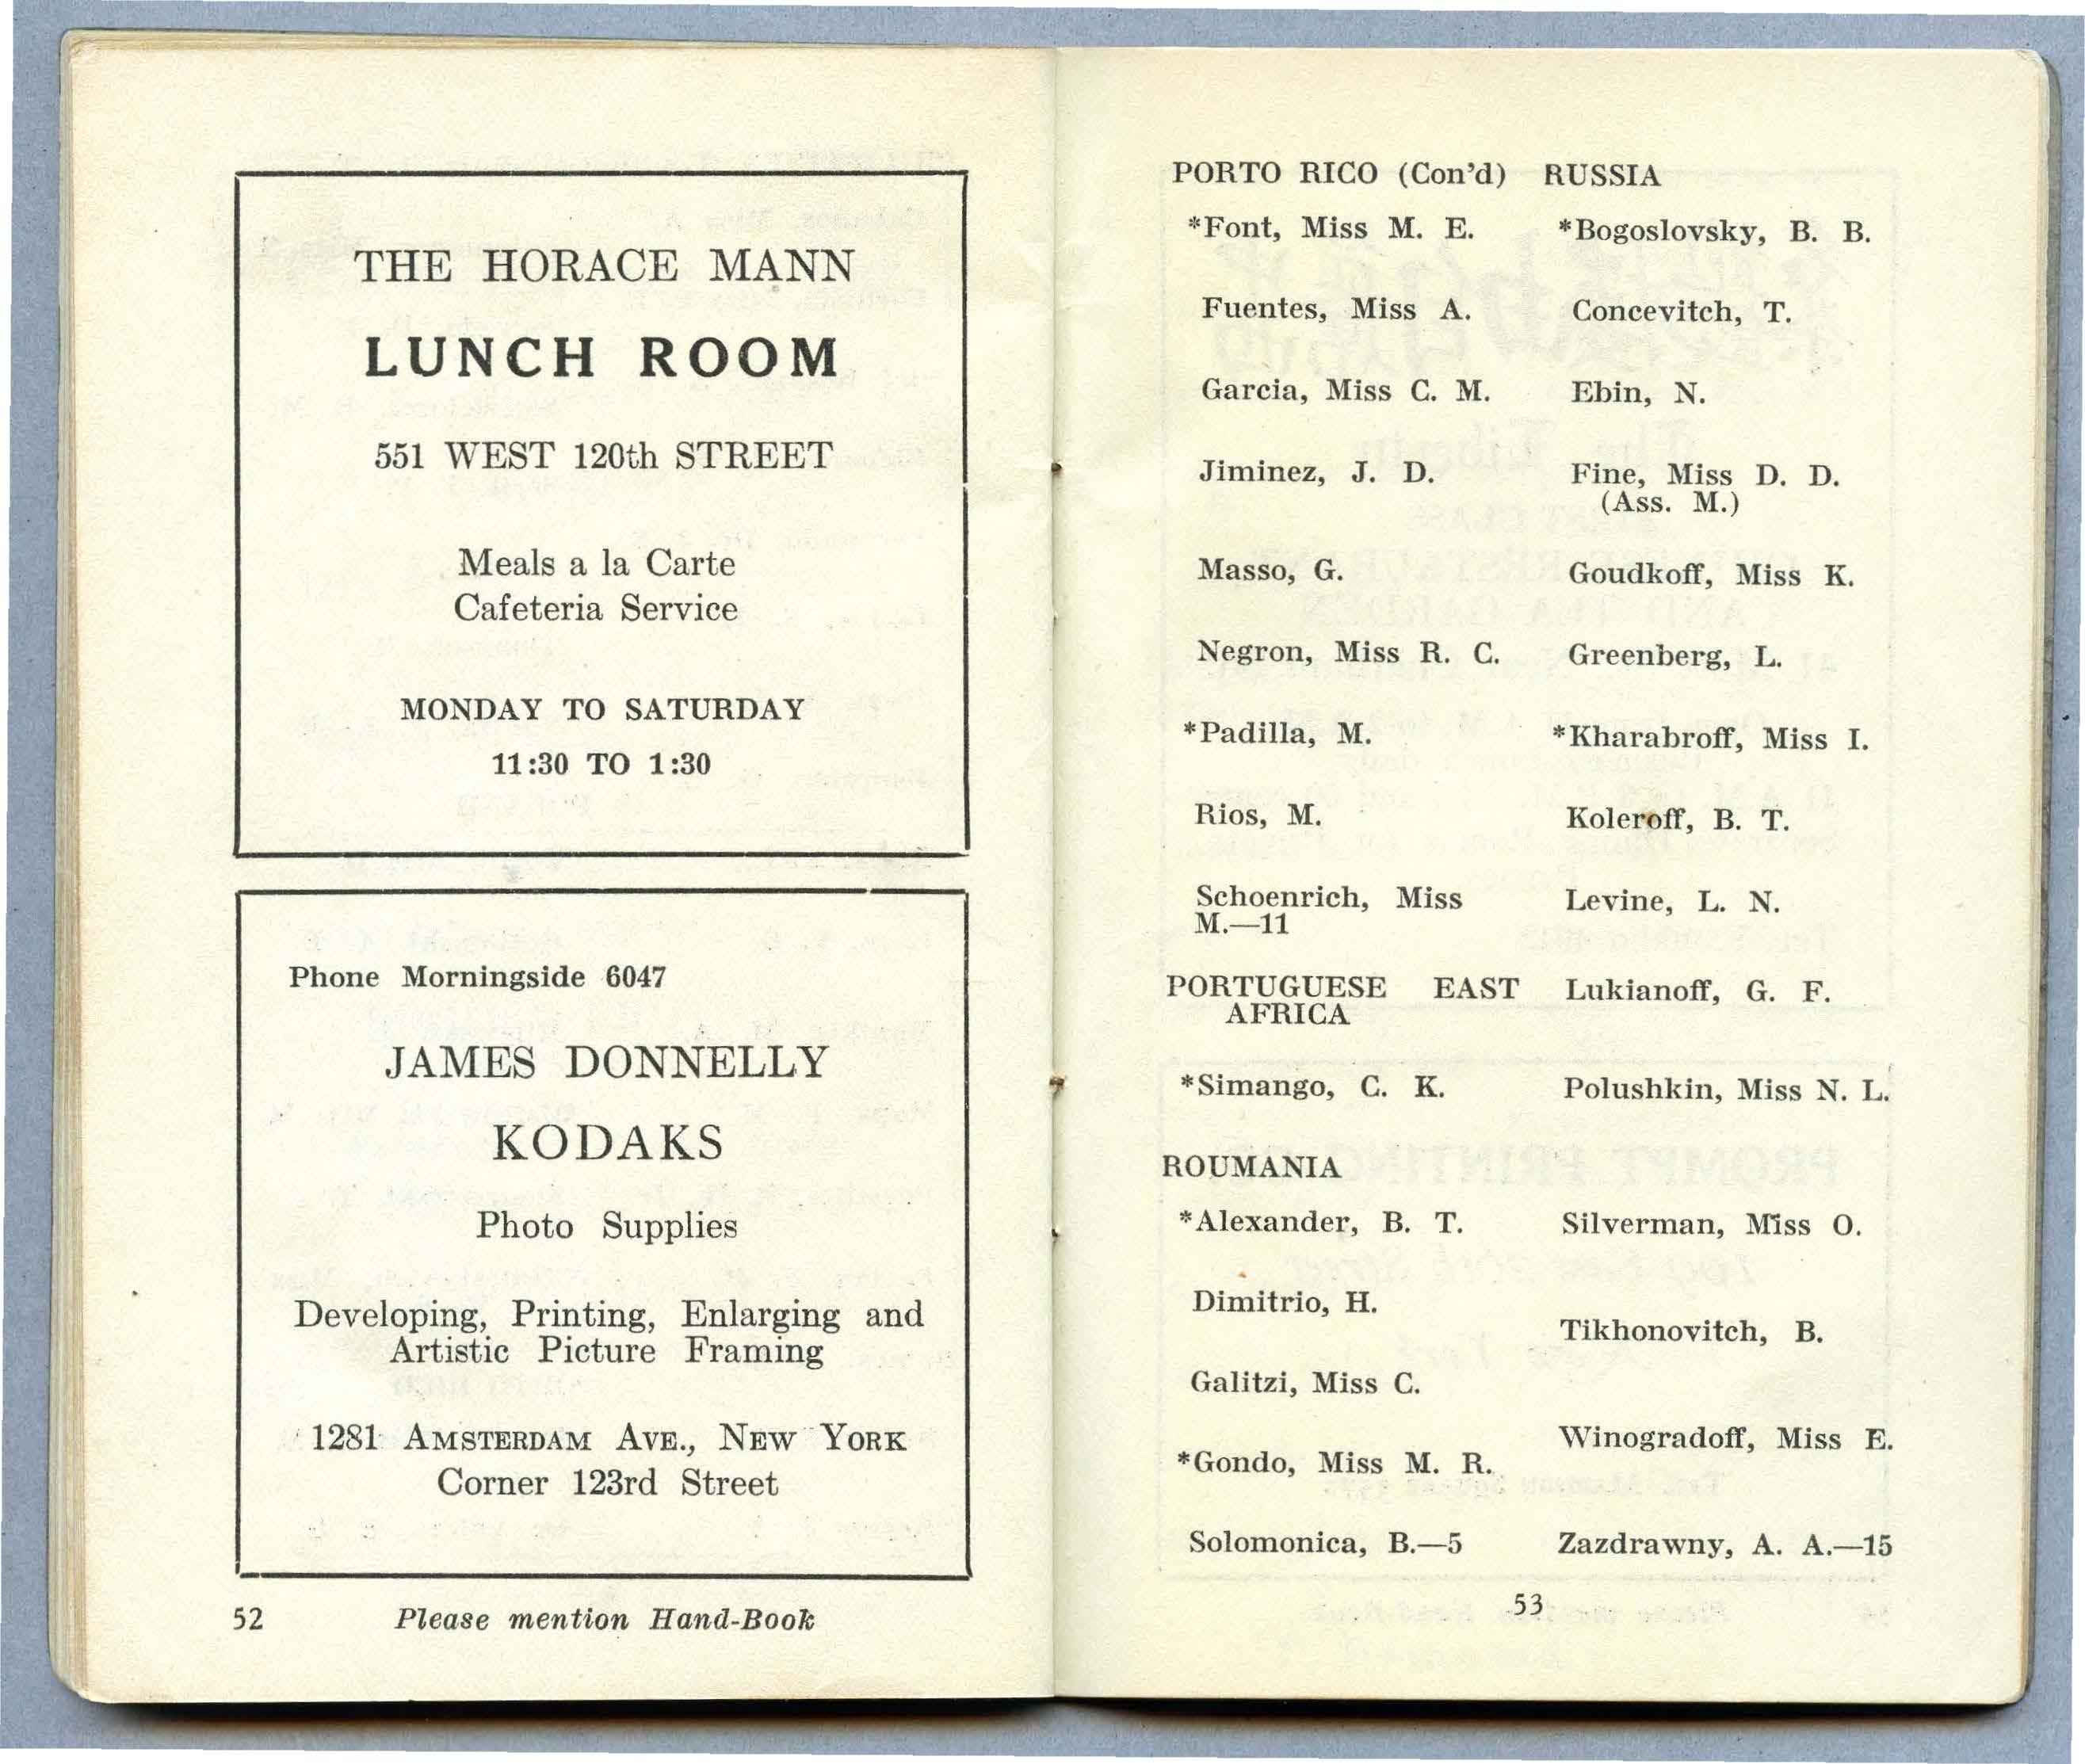 THE HORACE MANN
LUNCH ROOM
551 WEST 120th STREET
Meals a la Carte
Cafeteria Service
MONDAY TO SATURDAY
11:30 TO 1:30
Phone Morningside 6047
JAMES DONNELLY
KODAKS
Photo Supplies
Developing, Printing, Enlarging and
Artistic Picture Framing
1281 AMSTERDAM AVE., NEW YORK
Corner 123rd Street
52 Please mention Hand-Book
PORTO RICO (Con'd)
*Font, Miss M. E.
Fuentes, Miss A.
Garcia, Miss C. M.
Jiminez, J. D.
Masso, G.
Negron, Miss R. C.
*Padilla, M.
Rios, M.
Schoenrich, Miss
M.—11
PORTUGUESE EAST
AFRICA
*Simango, C. K.
ROUMANIA
*Alexander, B. T.
Dimitrio, H.
Galitzi, Miss C.
*Gondo, Miss M. R.
Solomonica, B.—5
RUSSIA
*Bogoslovsky, B. B.
Concevitch, T.
Ebin, N.
Fine, Miss D. D.
(Ass. M.)
Goudkoff, Miss K.
Greenberg, L.
*Kharabroff, Miss I.
Koleroff, B. T.
Levine, L. N.
Lukianoff, G. F.
Polushkin, Miss N. L.
Silverman, Miss O.
Tikhonovitch, B.
Winogradoff, Miss E.
Zazdrawny, A. A.—15
53